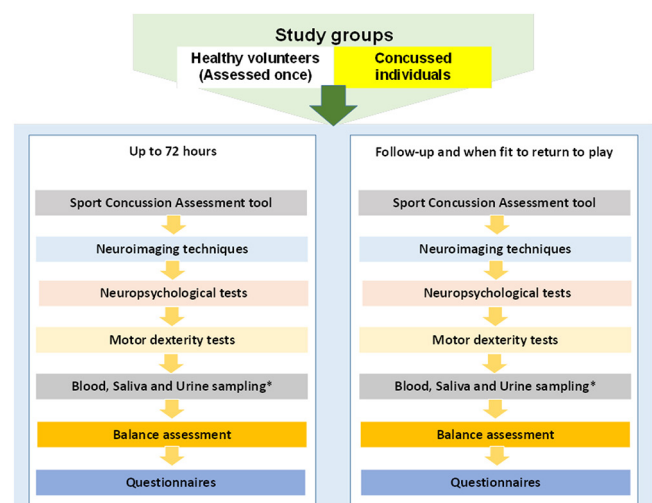 Study groups
Healthy volunteers
(Assessed once)
Concussed
individuals
Up to 72 hours
Sport Concussion Assessment tool
Neuroimaging techniques
Neuropsychological tests
Motor dexterity tests
Blood, Saliva and Urine sampling*
Balance assessment
Questionnaires
Follow-up and when fit to return to play
Sport Concussion Assessment tool
Neuroimaging techniques
Neuropsychological tests
Motor dexterity tests
Blood, Saliva and Urine sampling*
Balance assessment
Questionnaires